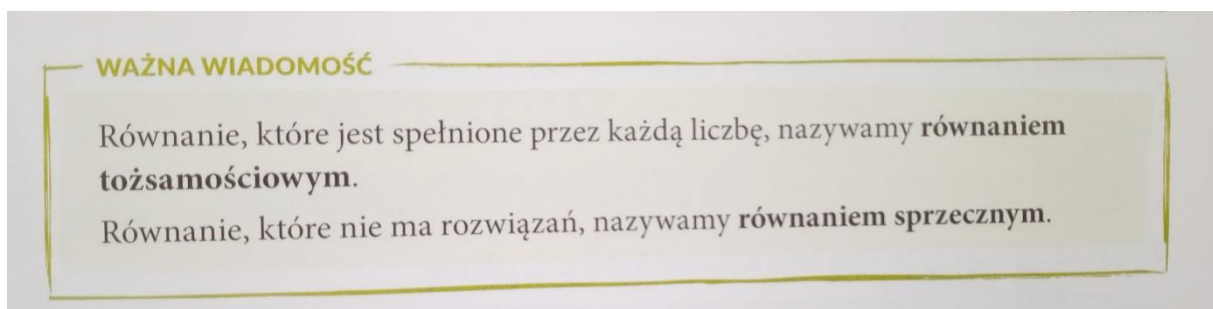 WAŻNA WIADOMOŚĆ
Równanie, które jest spełnione przez każdą liczbę, nazywamy równaniem
tożsamościowym.
Równanie, które nie ma rozwiązań, nazywamy równaniem sprzecznym.